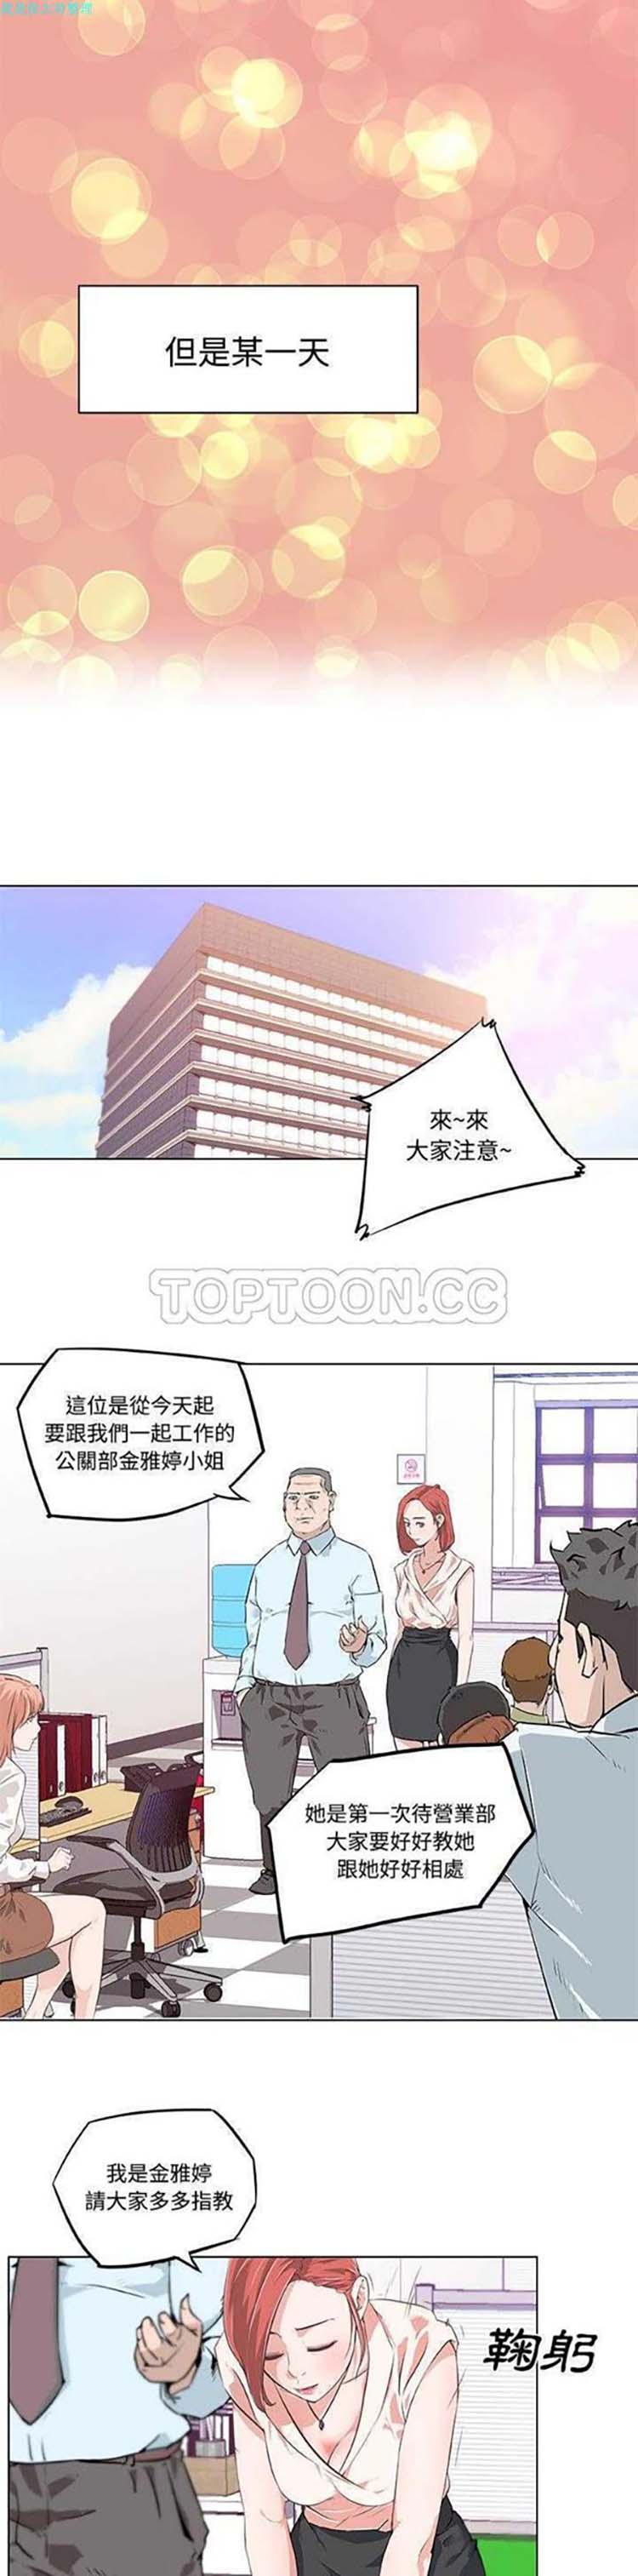 但是某一天
來~來
大家注意~
TOPTOON.CC
這位是從今天起
要跟我們一起工作的
公關部金雅婷小姐
她是第一次待營業部
大家要好好教她
跟她好好相處
我是金雅婷
請大家多多指教
鞠躬